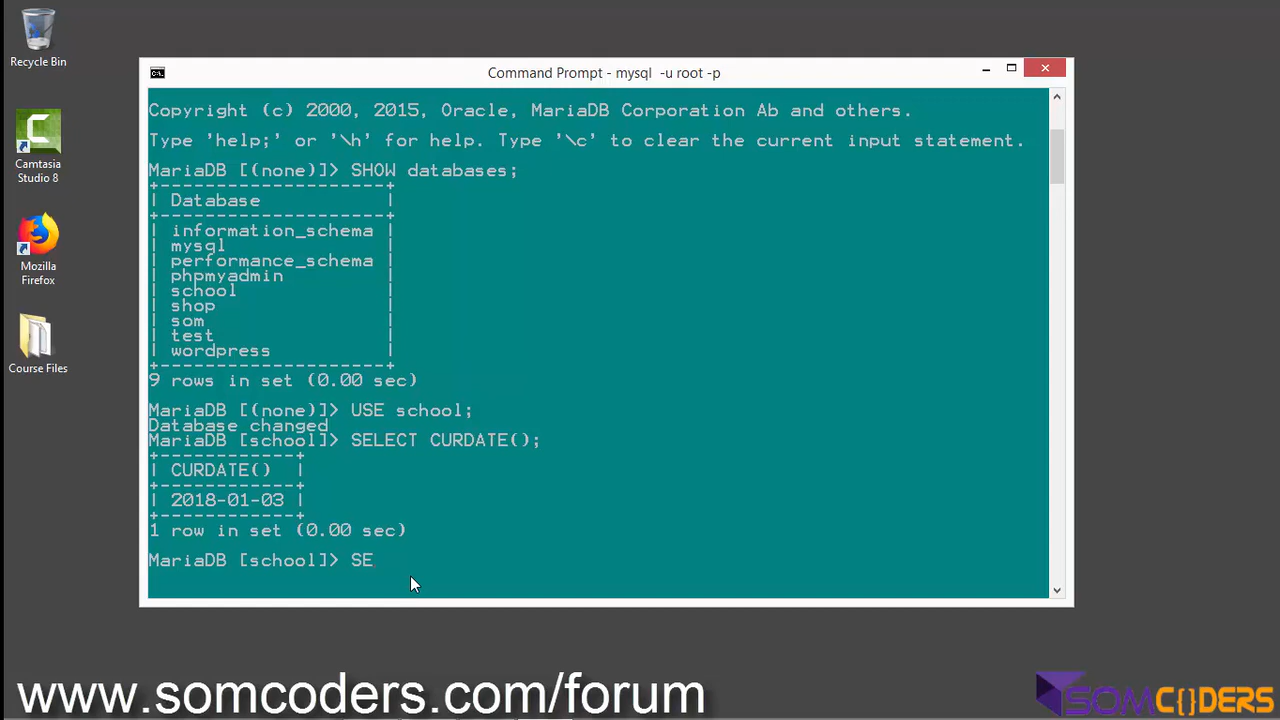 Recycle Bin
Camtasia
Studio 8
Mozilla
Firefox
Course Files
Command Prompt - mysql -u root -p
Copyright (c) 2000, 2015, Oracle, MariaDB Corporation Ab and others.
Type 'help;' or '\h' for help. Type '\c' to clear the current input statement.
MariaDB [(none)]> SHOW databases;
+--------------------+
| Database           |
+--------------------+
| information_schema |
| mysql              |
| performance_schema |
| phpmyadmin         |
| school             |
| shop               |
| som                |
| test               |
| wordpress          |
+--------------------+
9 rows in set (0.00 sec)
MariaDB [(none)]> USE school;
Database changed
MariaDB [school]> SELECT CURDATE();
+------------+
| CURDATE()  |
+------------+
| 2018-01-03 |
+------------+
1 row in set (0.00 sec)
MariaDB [school]> SE
www.somcoders.com/forum
SOMC{}DERS